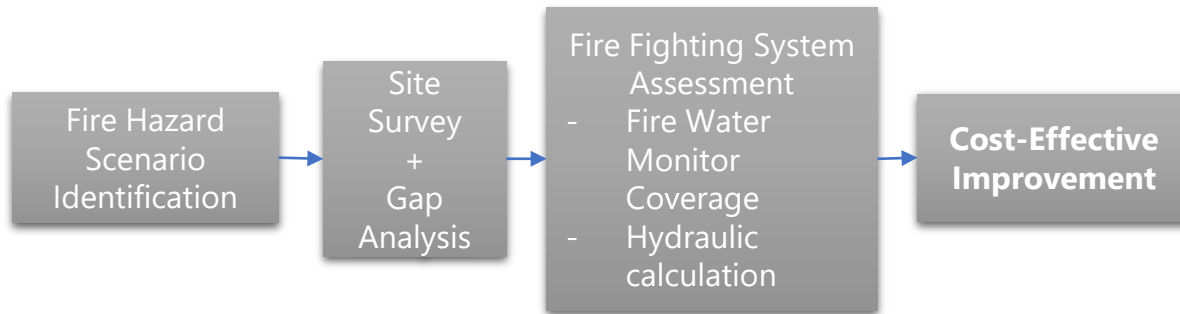 Fire Hazard
Scenario
Identification
Site
Survey
+
Gap
Analysis
Fire Fighting System
Assessment
- Fire Water
Monitor
Coverage
- Hydraulic
calculation
Cost-Effective
Improvement